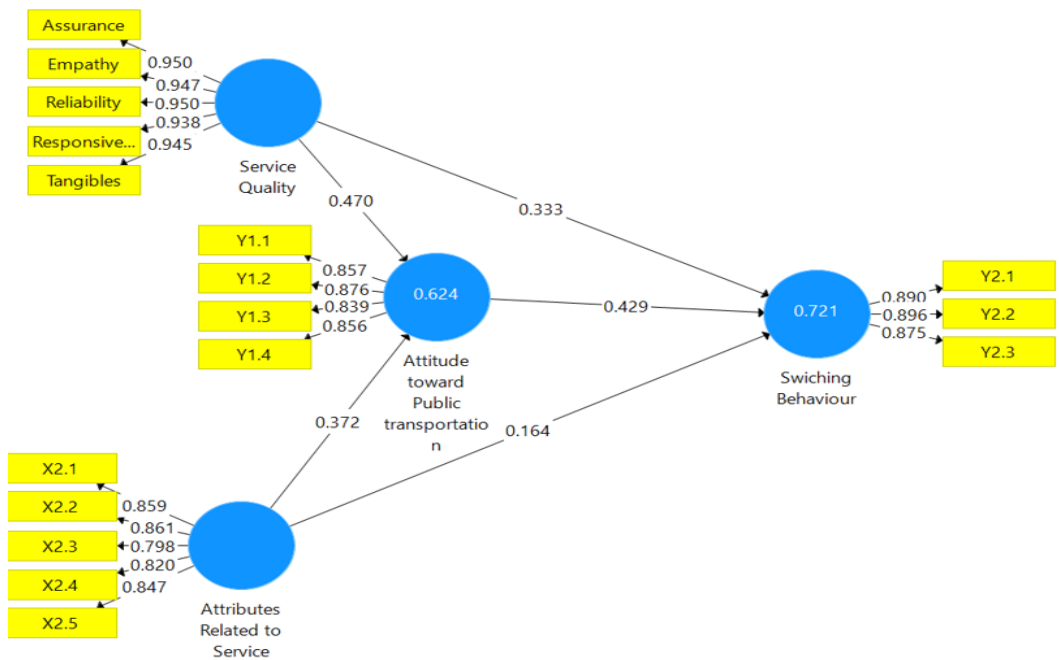 Assurance
Empathy
Reliability
Responsive...
Tangibles
0.950
0.947
0.950
0.938
0.945
Service
Quality
0.470
0.333
Y1.1
Y1.2
Y1.3
Y1.4
0.857
0.876
0.839
0.856
0.624
Attitude
toward
Public
transportatio
n
0.429
0.721
Swiching
Behaviour
0.890
0.896
0.875
Y2.1
Y2.2
Y2.3
0.372
0.164
X2.1
X2.2
X2.3
X2.4
X2.5
0.859
0.861
0.798
0.820
0.847
Attributes
Related to
Service